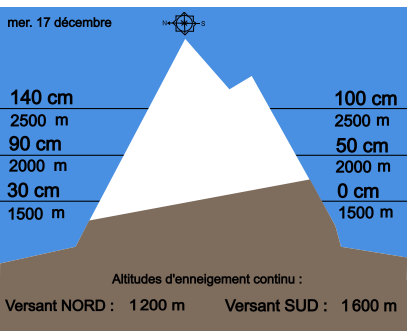 mer. 17 décembre
N S
140 cm 100 cm
2500 m 2500 m
90 cm 50 cm
2000 m 2000 m
30 cm 0 cm
1500 m 1500 m
Altitudes d'enneigement continu :
Versant NORD : 1200 m Versant SUD : 1600 m